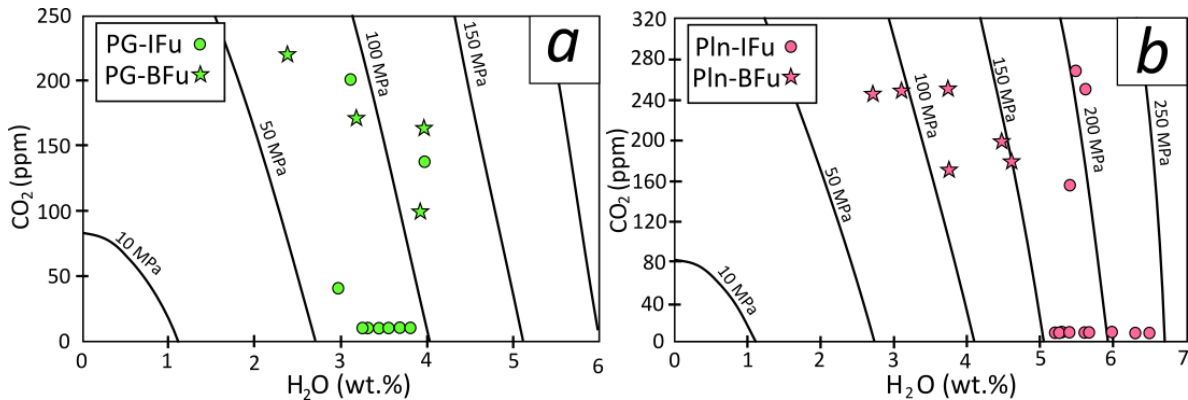 250
200
150
100
50
0
CO2 (ppm)
PG-IFu
PG-BFu
10 MPa
50 MPa
100 MPa
150 MPa
a
0
1
2
3
4
5
6
H2O (wt.%)
320
280
240
200
160
120
80
40
0
CO2 (ppm)
Pln-IFu
Pln-BFu
10 MPa
50 MPa
100 MPa
150 MPa
200 MPa
250 MPa
b
0
1
2
3
4
5
6
7
H2O (wt.%)